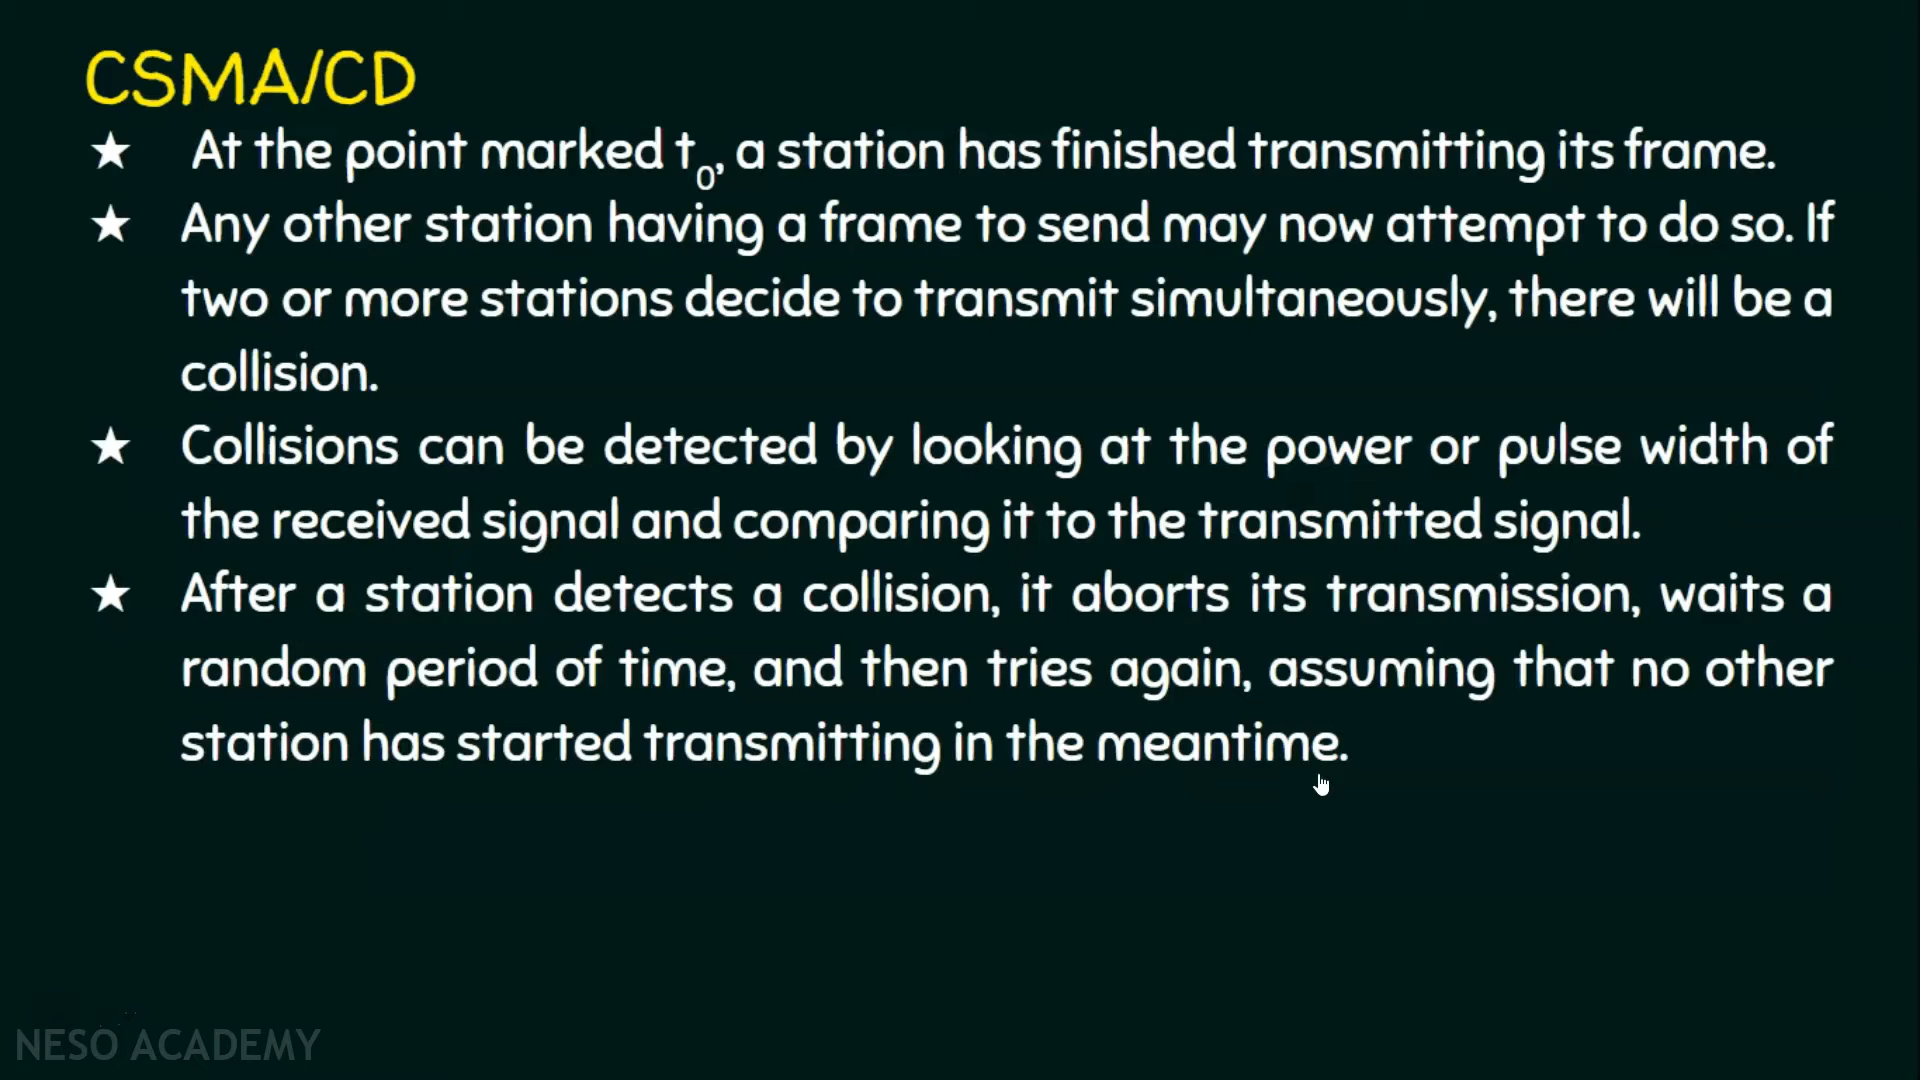 CSMA/CD
★ At the point marked t₀, a station has finished transmitting its frame.
★ Any other station having a frame to send may now attempt to do so. If
two or more stations decide to transmit simultaneously, there will be a
collision.
★ Collisions can be detected by looking at the power or pulse width of
the received signal and comparing it to the transmitted signal.
★ After a station detects a collision, it aborts its transmission, waits a
random period of time, and then tries again, assuming that no other
station has started transmitting in the meantime.
NESO ACADEMY